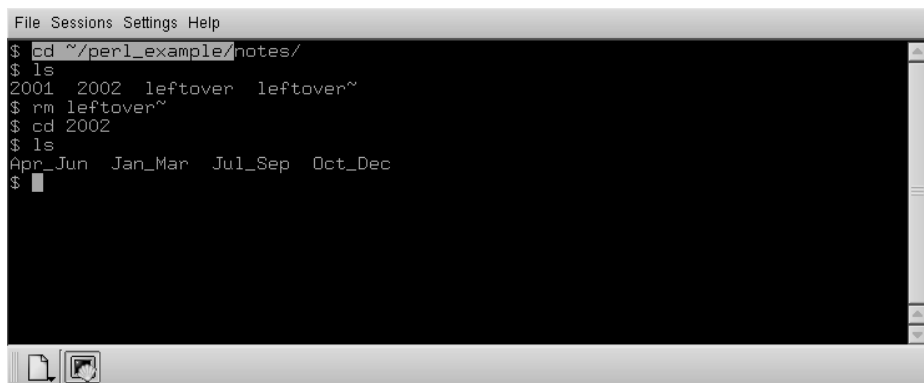 File Sessions Settings Help
$ cd ~/perl_example/notes/
$ ls
2001  2002  leftover  leftover~
$ rm leftover~
$ cd 2002
$ ls
Apr_Jun  Jan_Mar  Jul_Sep  Oct_Dec
$